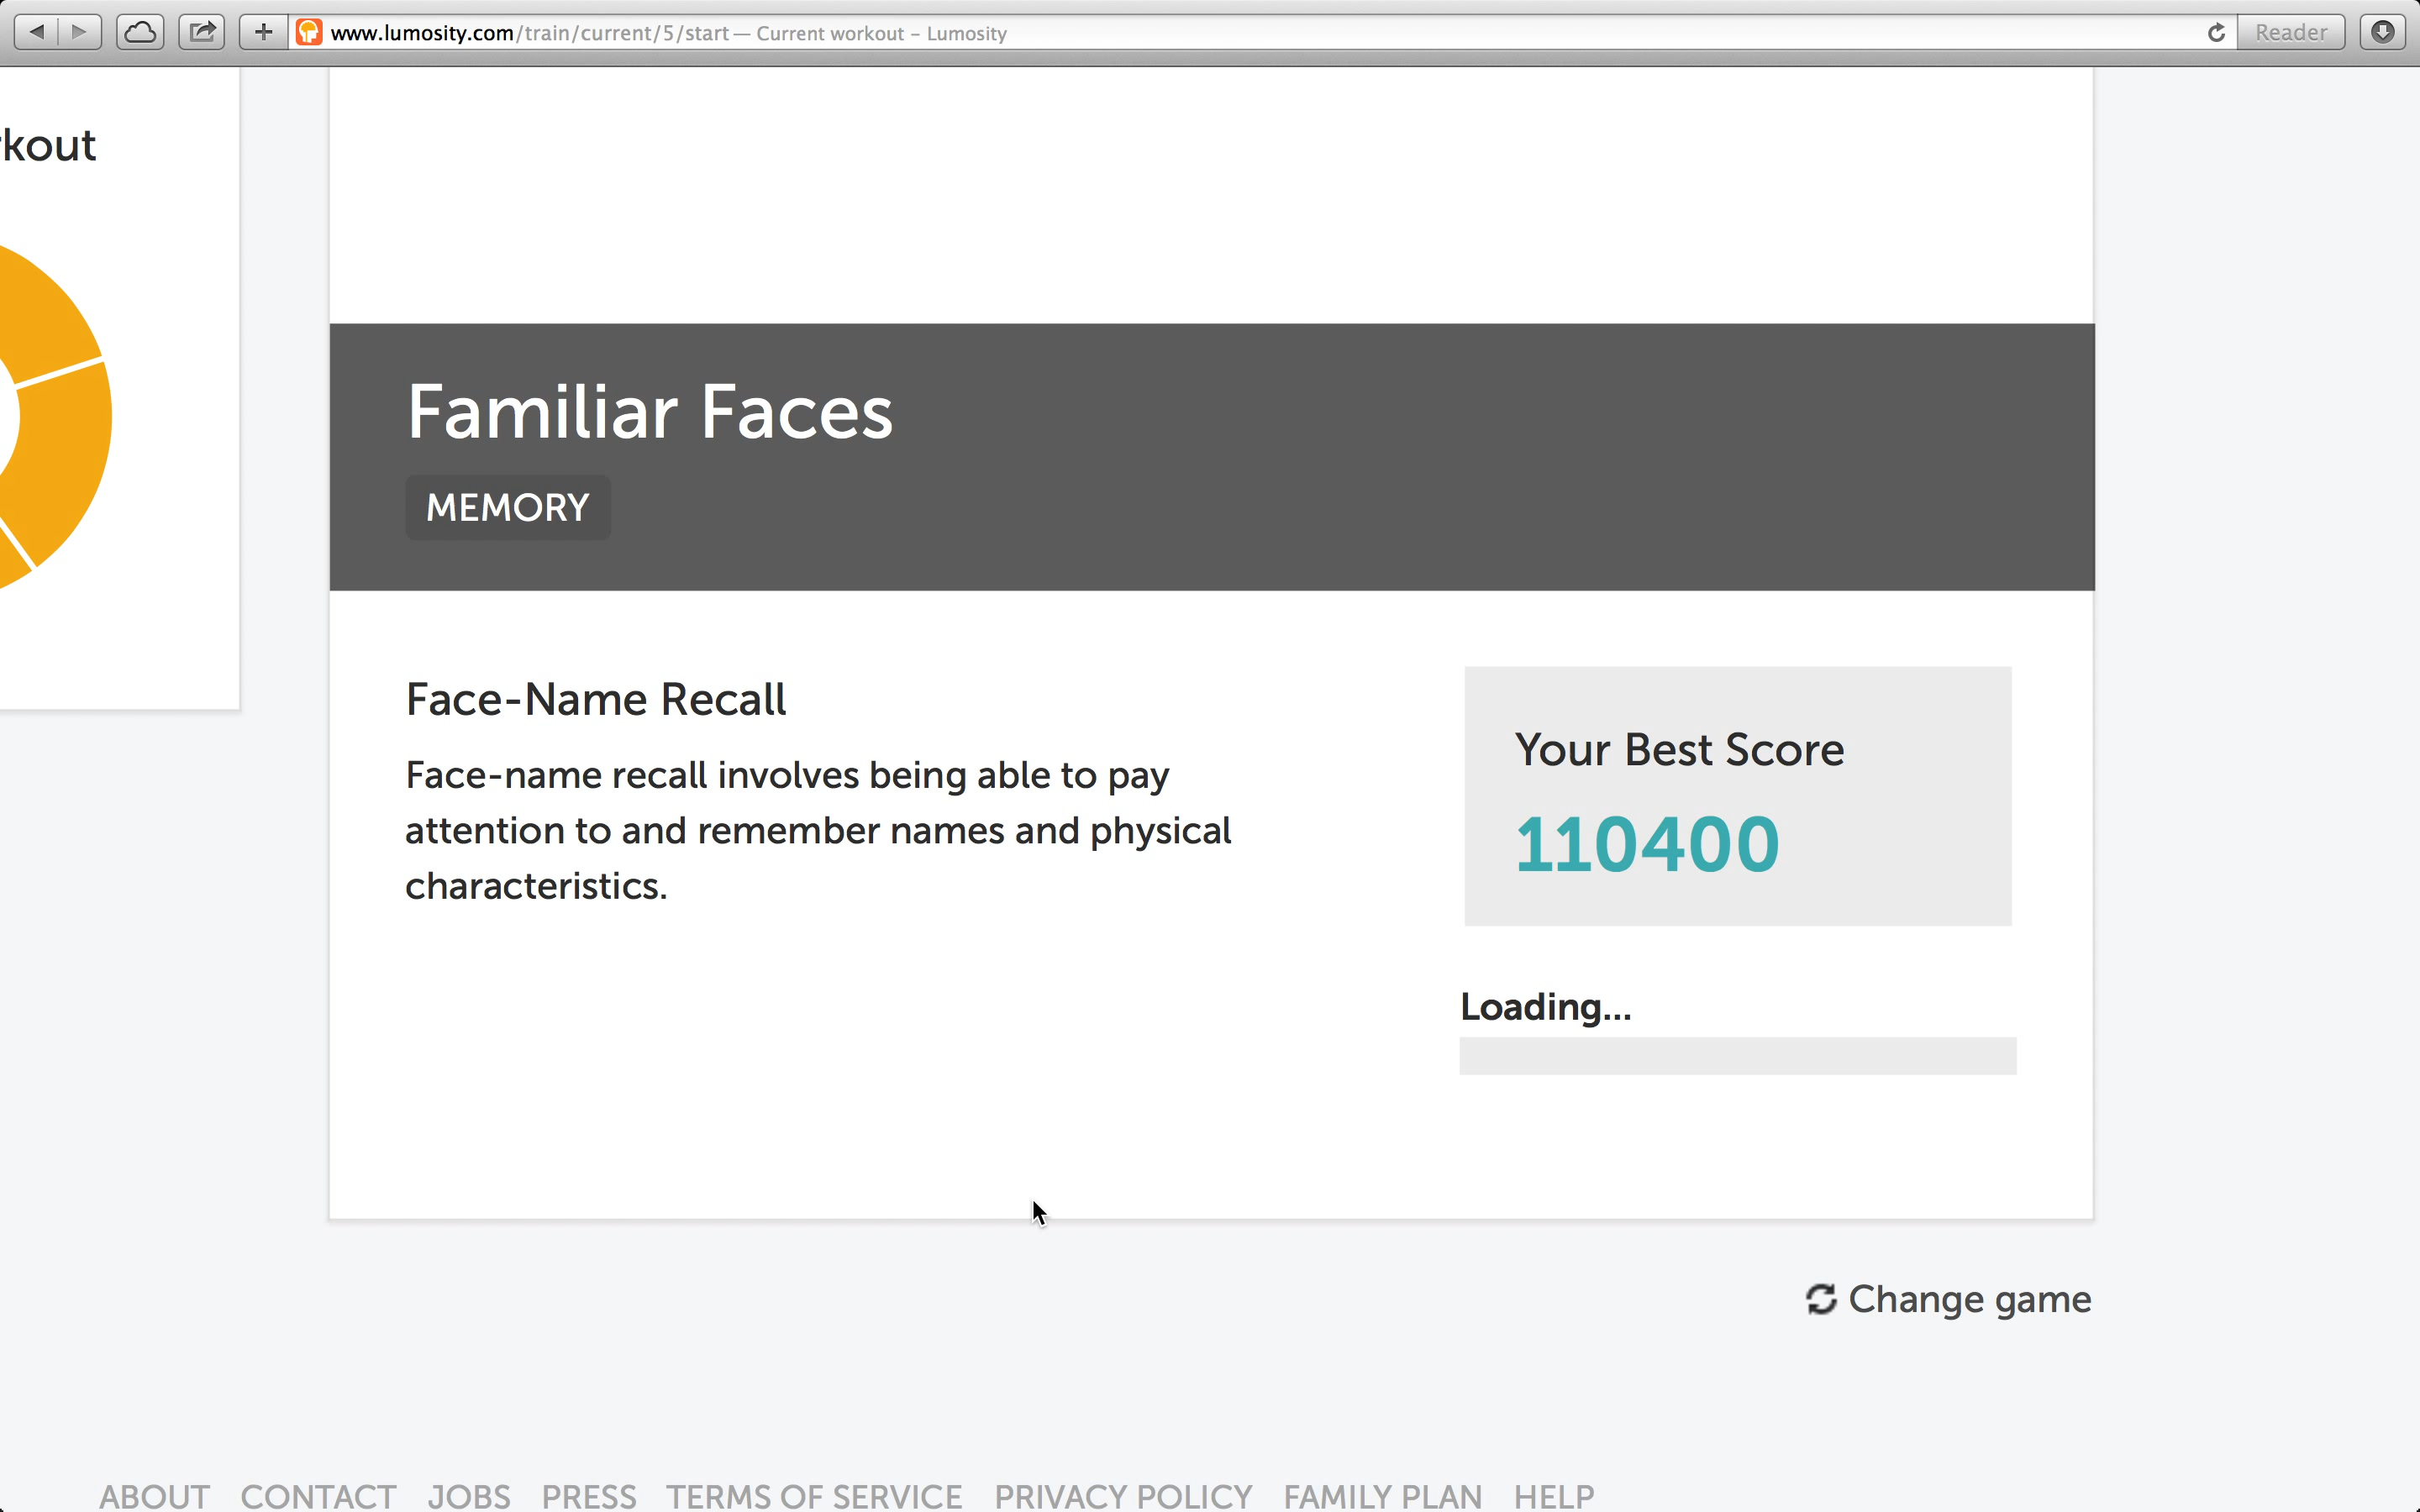 www.lumosity.com/train/current/5/start — Current workout – Lumosity
Reader
kout
Familiar Faces
MEMORY
Face-Name Recall
Face-name recall involves being able to pay
attention to and remember names and physical
characteristics.
Your Best Score
110400
Loading...
Change game
ABOUT CONTACT JOBS PRESS TERMS OF SERVICE PRIVACY POLICY FAMILY PLAN HELP